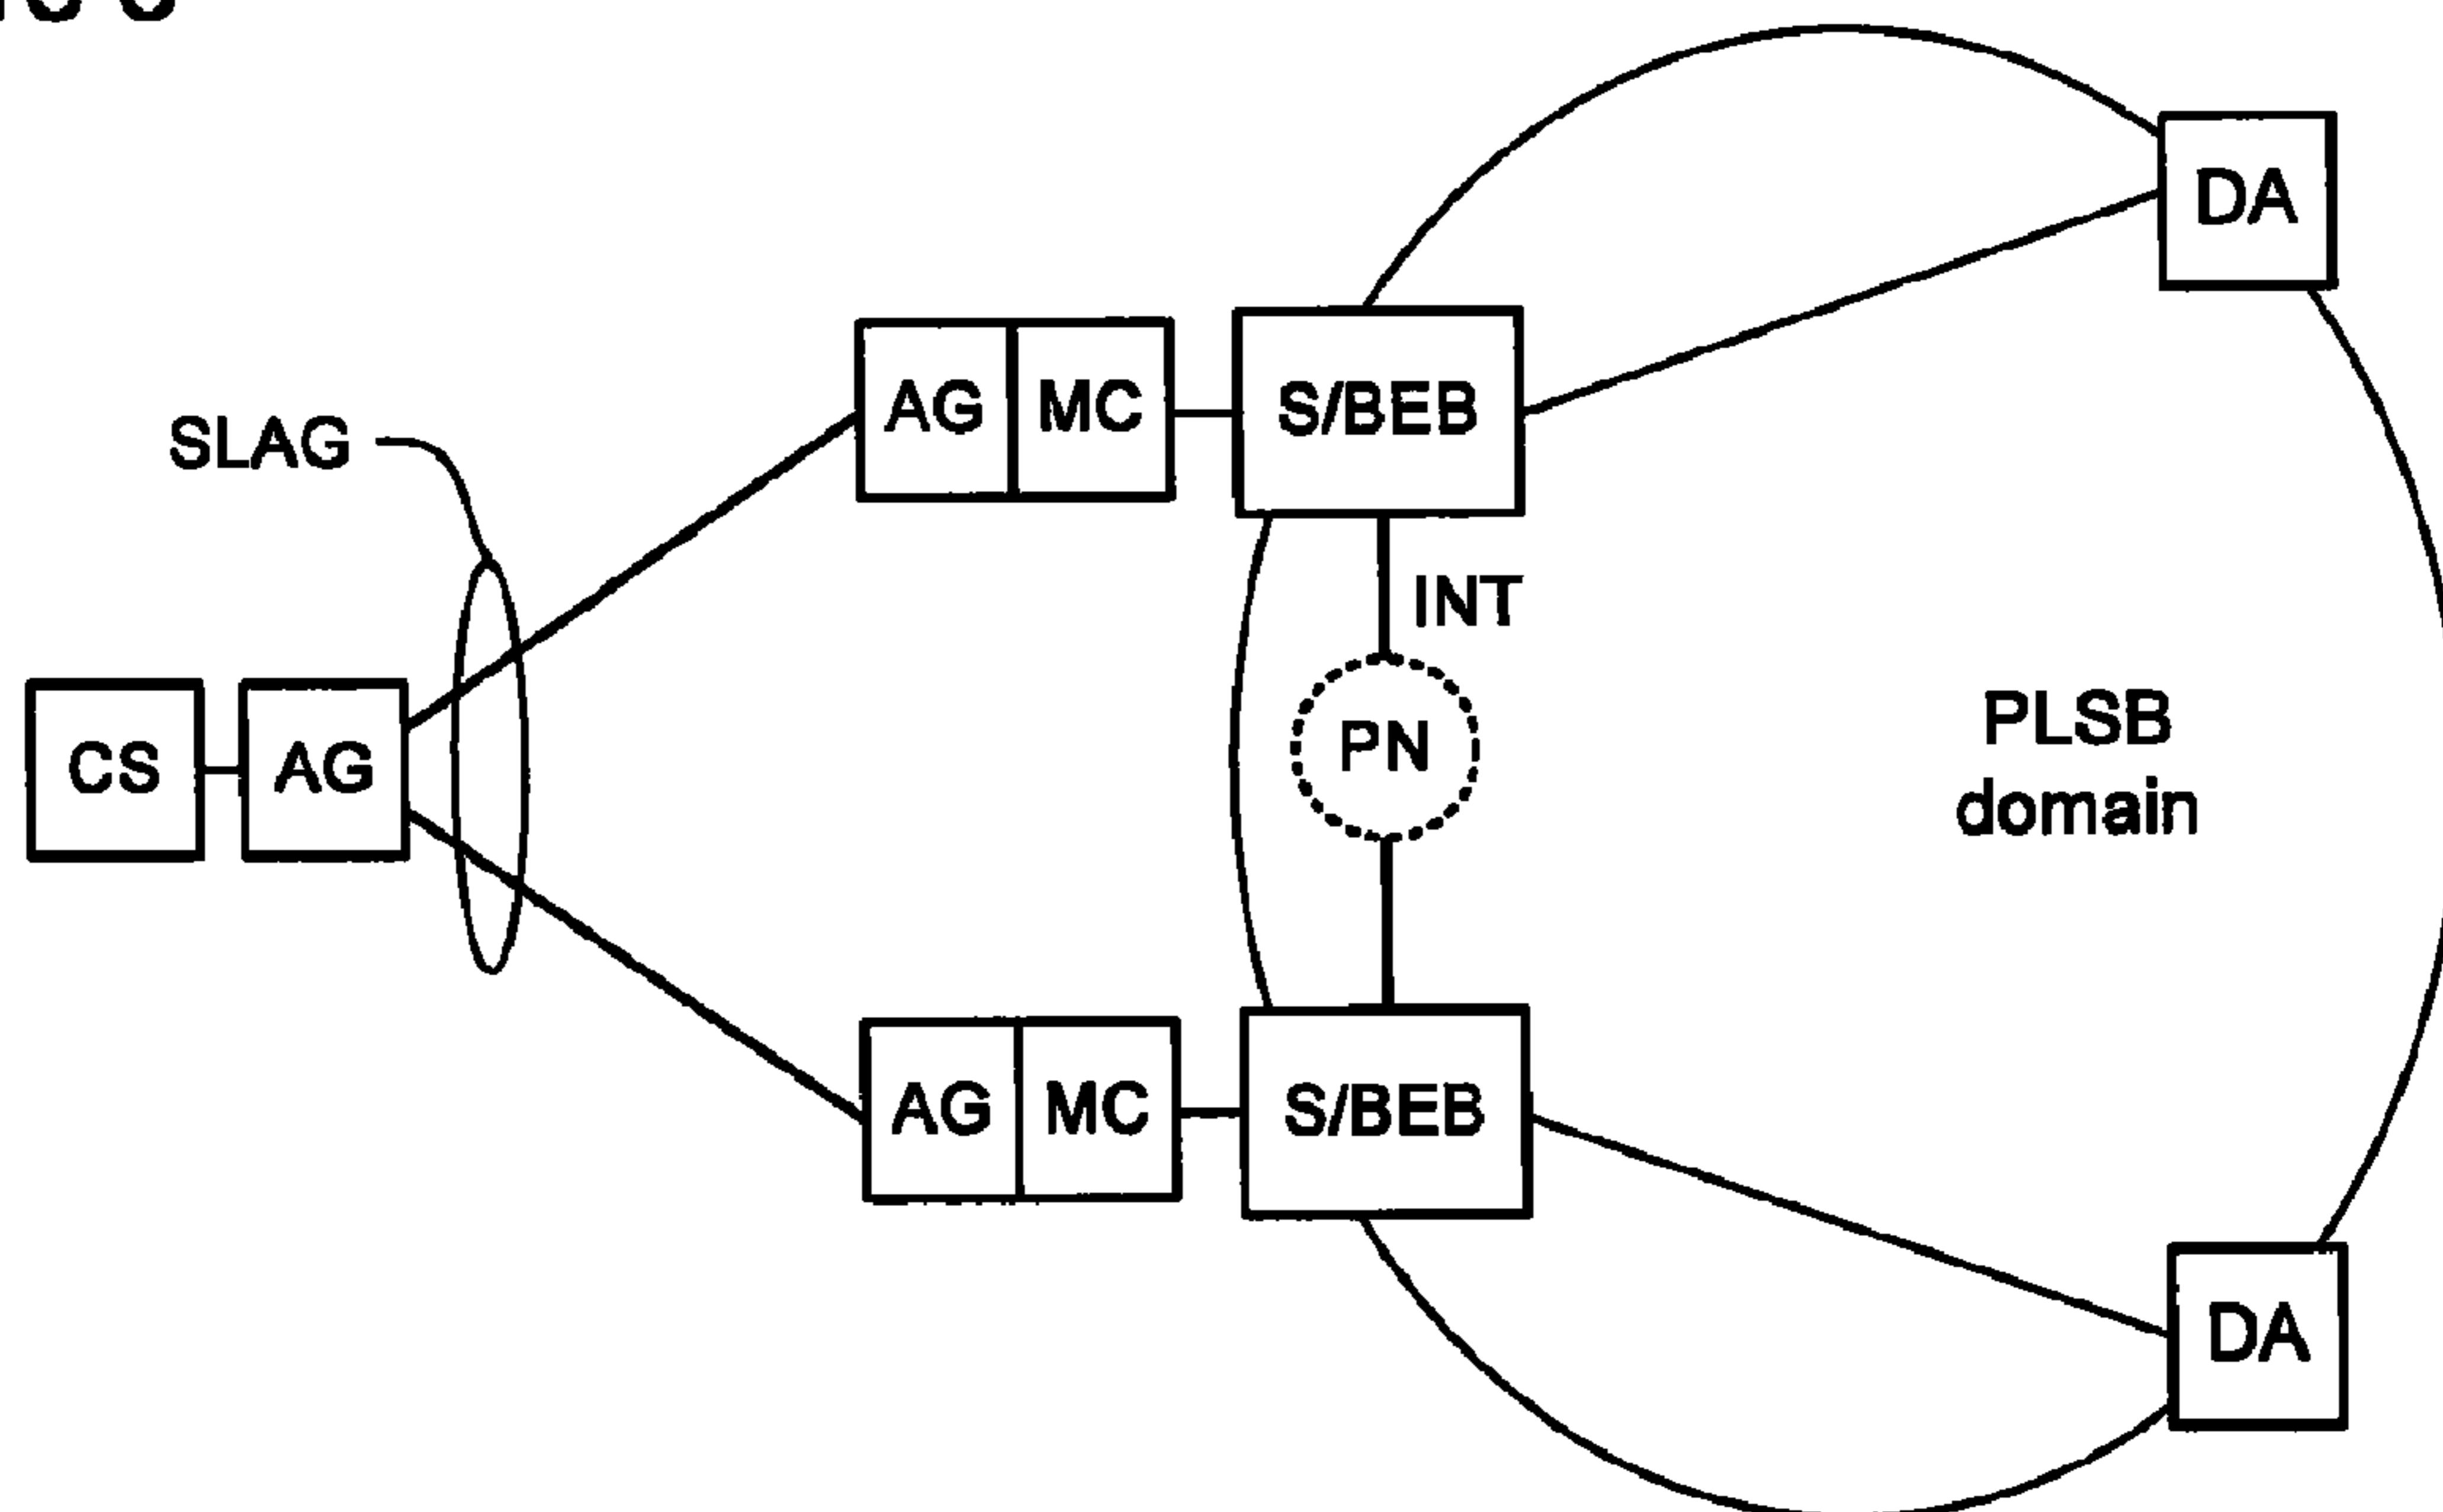 DA
AG MC S/BEB
SLAG
INT
CS AG PN PLSB
domain
AG MC S/BEB
DA